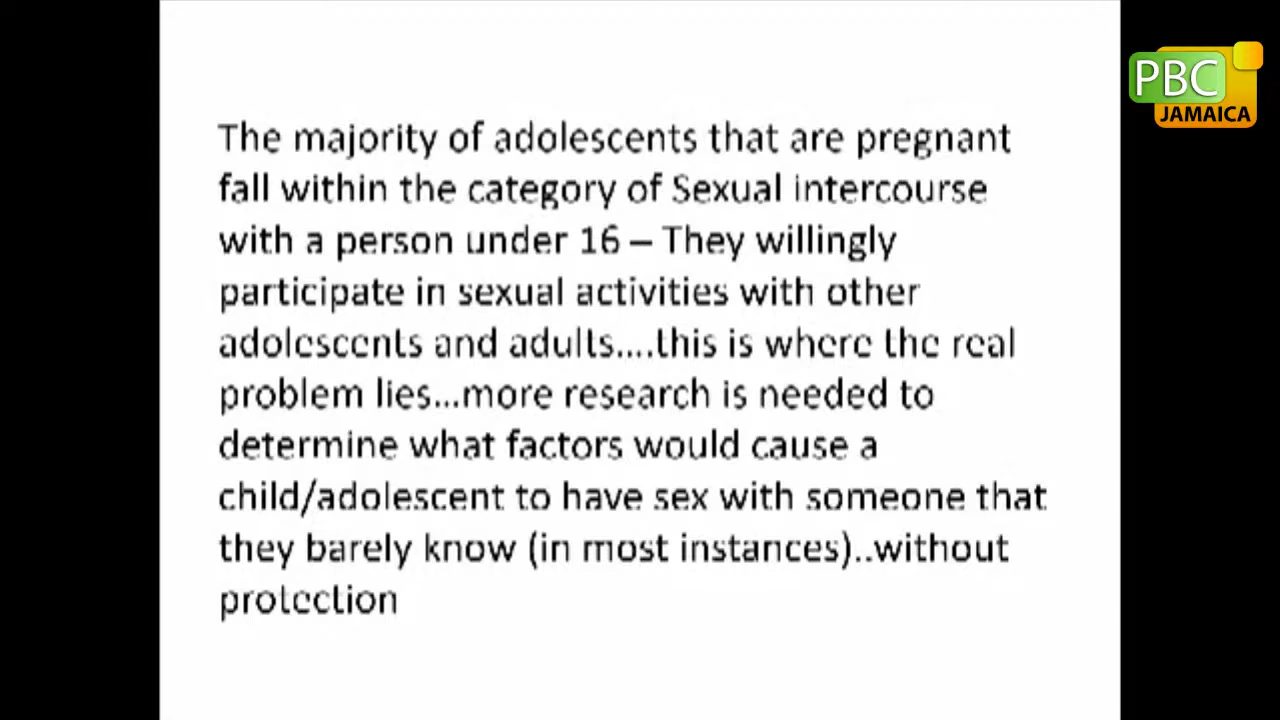 PBC
JAMAICA
The majority of adolescents that are pregnant
fall within the category of Sexual intercourse
with a person under 16 – They willingly
participate in sexual activities with other
adolescents and adults....this is where the real
problem lies...more research is needed to
determine what factors would cause a
child/adolescent to have sex with someone that
they barely know (in most instances)..without
protection